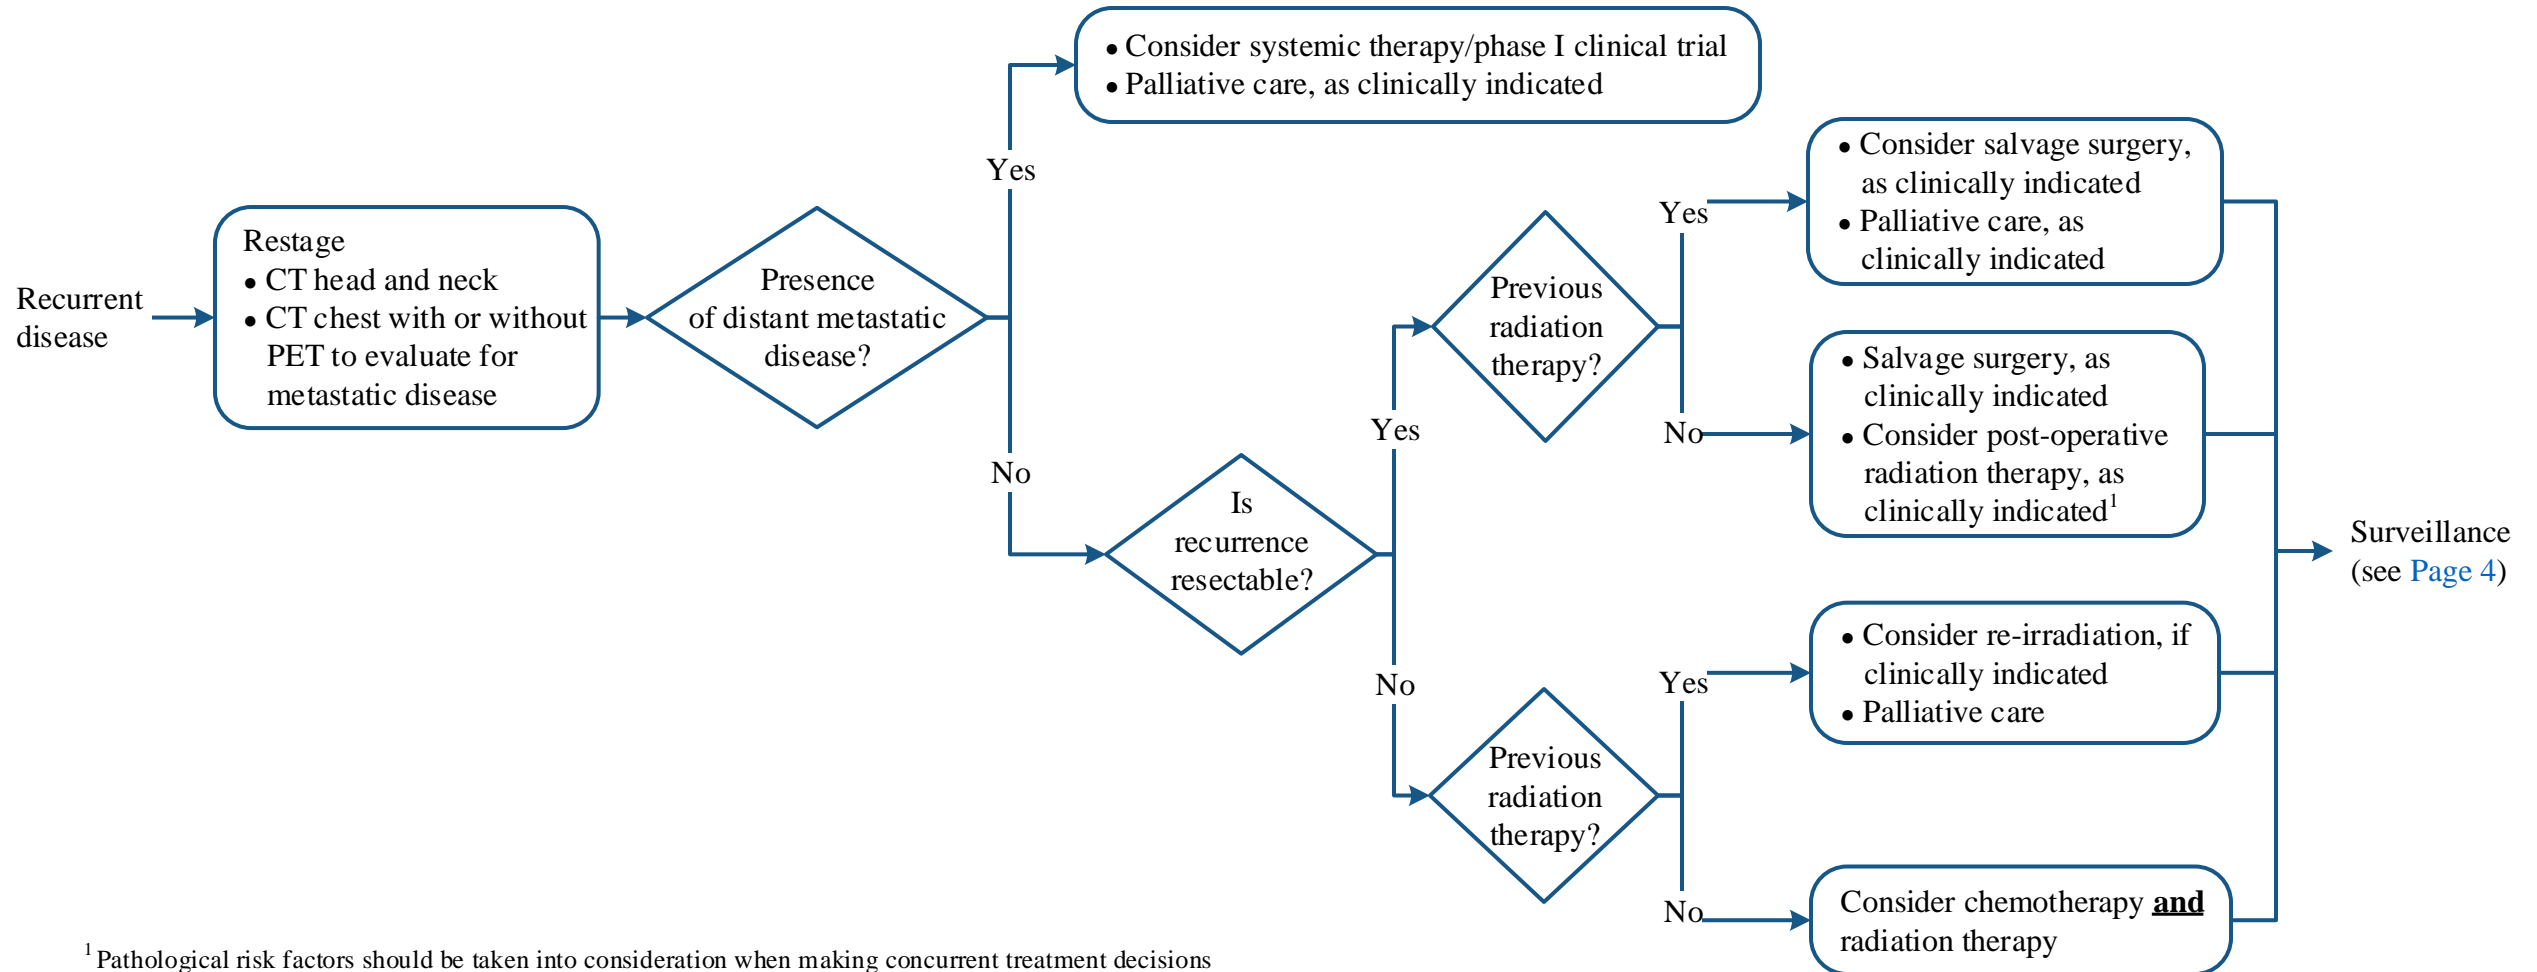 Recurrent
disease
Restage
• CT head and neck
• CT chest with or without
PET to evaluate for
metastatic disease
Presence
of distant metastatic
disease?
Yes
• Consider systemic therapy/phase I clinical trial
• Palliative care, as clinically indicated
No
Is
recurrence
resectable?
Yes
Previous
radiation
therapy?
Yes
• Consider salvage surgery,
as clinically indicated
• Palliative care, as
clinically indicated
No
• Salvage surgery, as
clinically indicated
• Consider post-operative
radiation therapy, as
clinically indicated¹
No
Previous
radiation
therapy?
Yes
• Consider re-irradiation, if
clinically indicated
• Palliative care
No
Consider chemotherapy and
radiation therapy
Surveillance
(see Page 4)
¹ Pathological risk factors should be taken into consideration when making concurrent treatment decisions